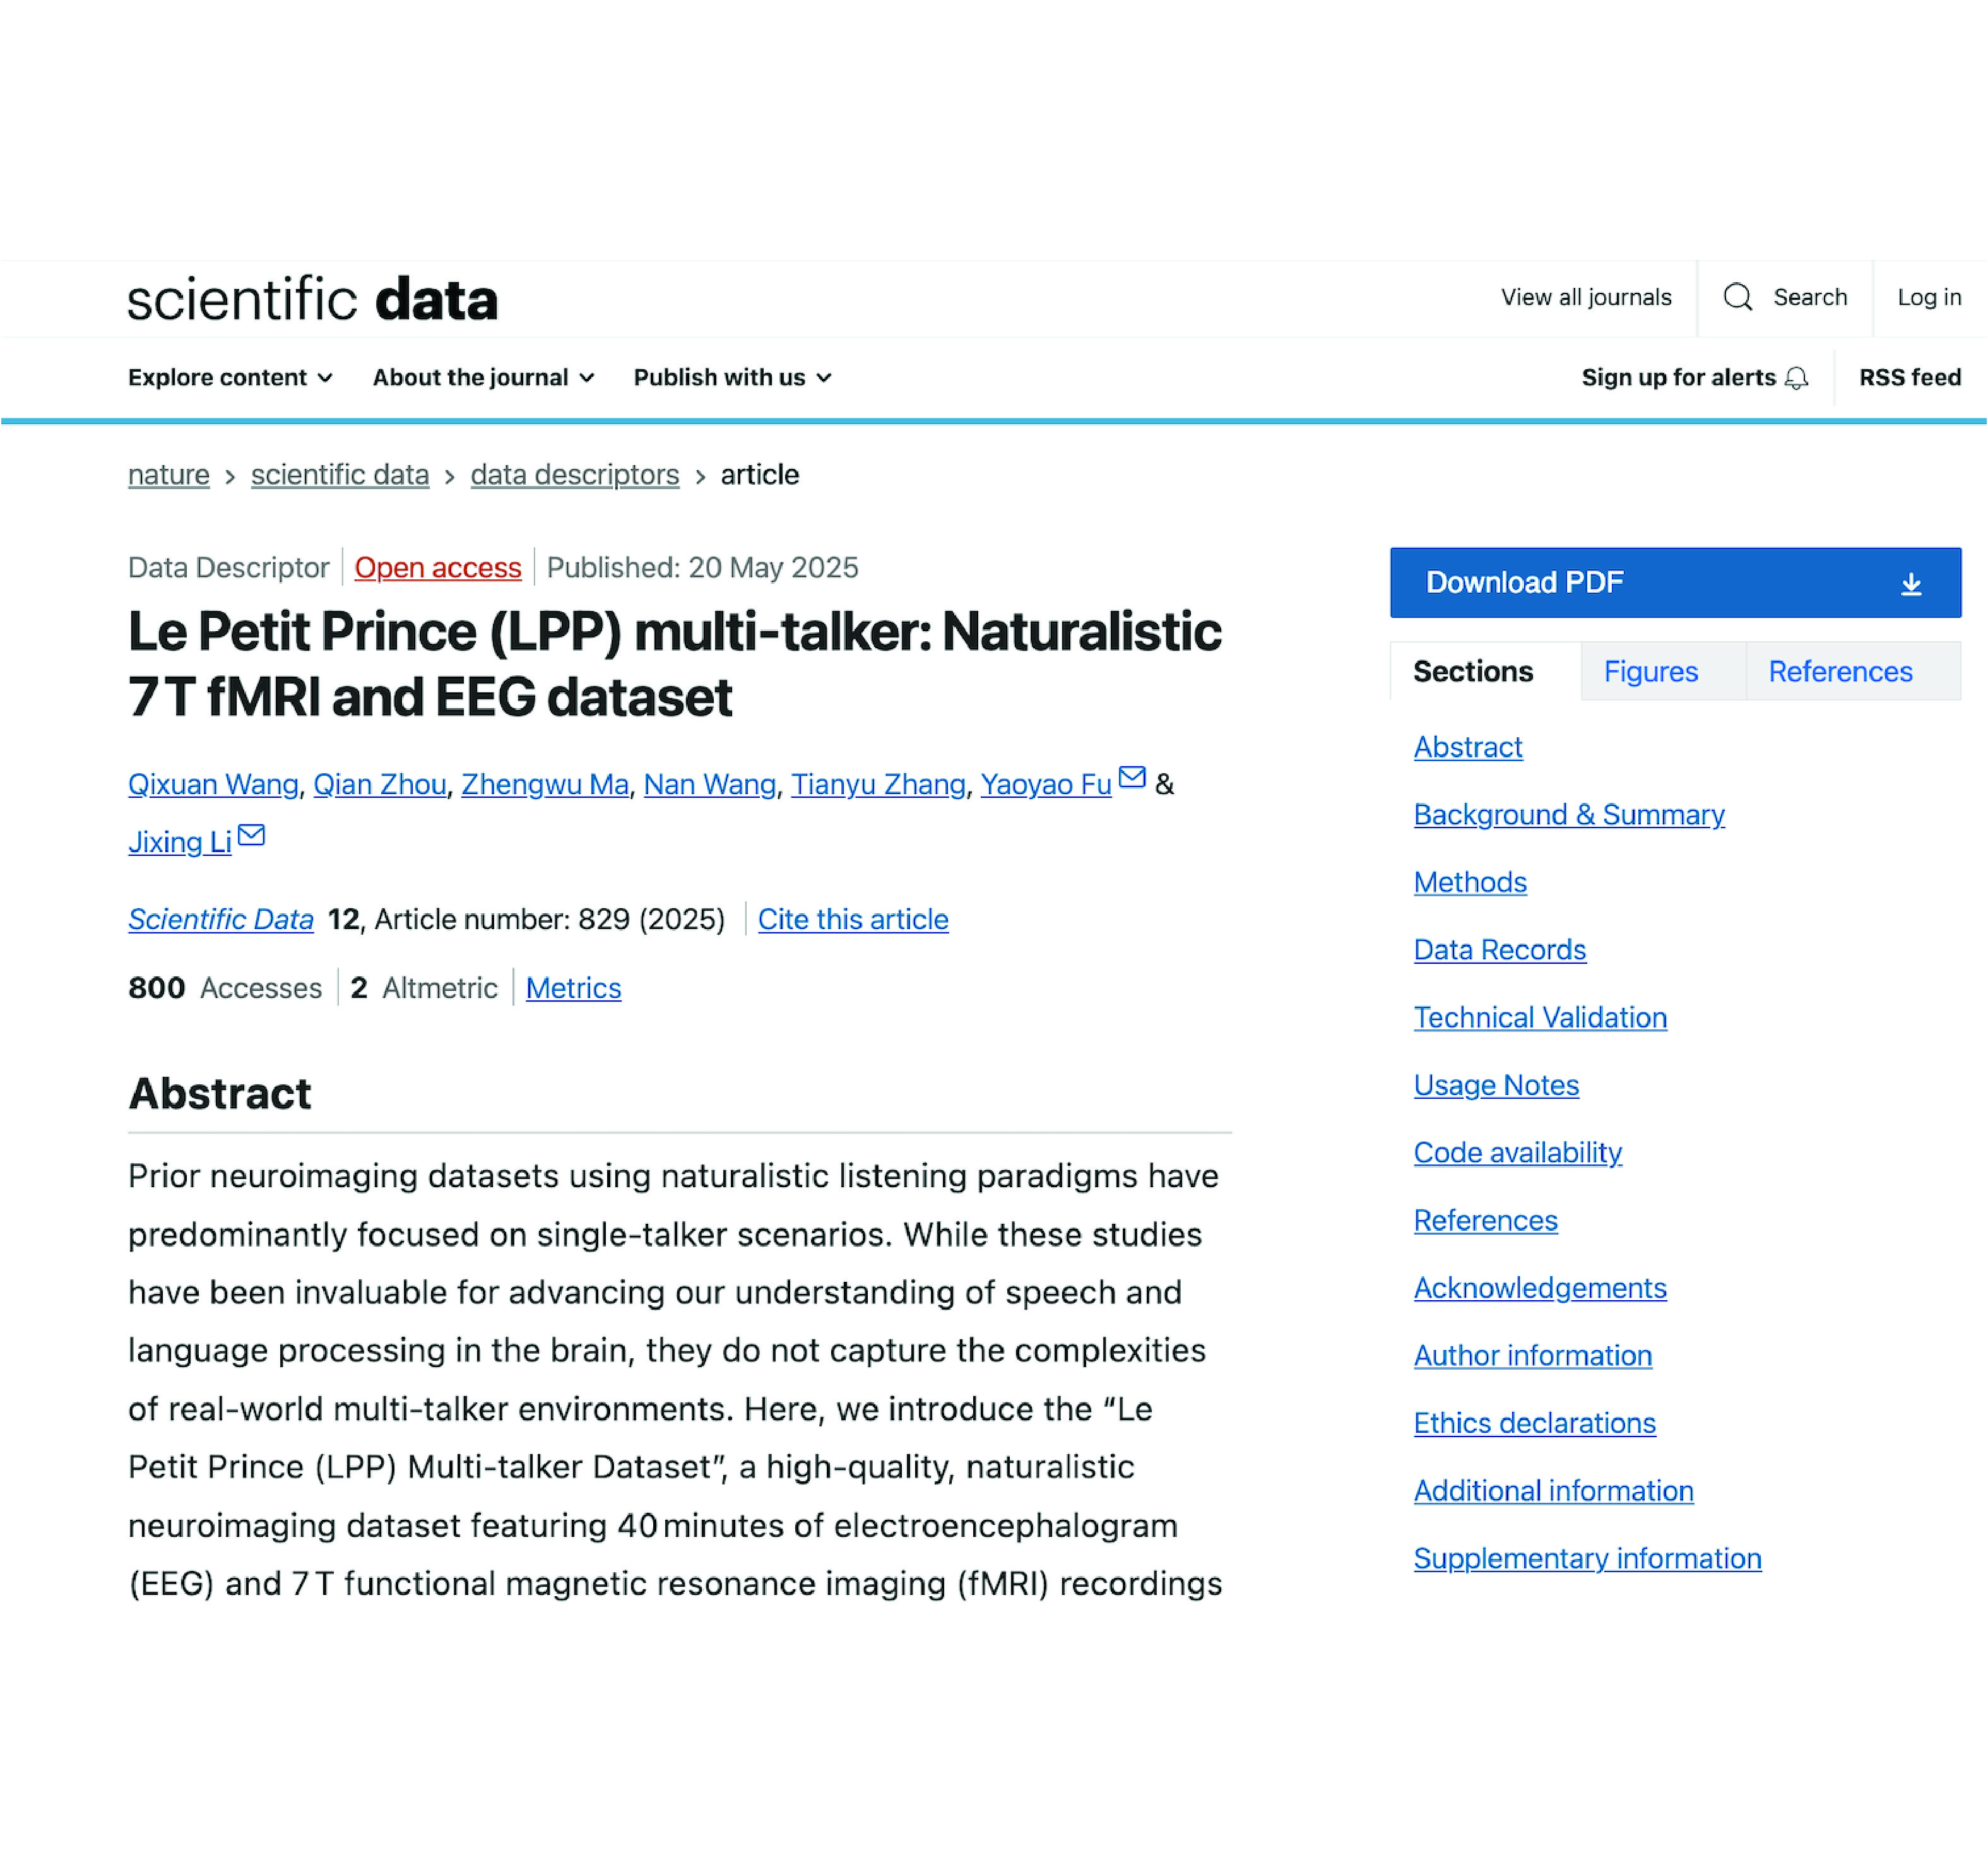 scientific data
View all journals
Search
Log in
Explore content
About the journal
Publish with us
Sign up for alerts
RSS feed
nature > scientific data > data descriptors > article
Data Descriptor | Open access | Published: 20 May 2025
Le Petit Prince (LPP) multi-talker: Naturalistic
7 T fMRI and EEG dataset
Qixuan Wang, Qian Zhou, Zhengwu Ma, Nan Wang, Tianyu Zhang, Yaoyao Fu &
Jixing Li
Scientific Data 12, Article number: 829 (2025) | Cite this article
800 Accesses | 2 Altmetric | Metrics
Abstract
Prior neuroimaging datasets using naturalistic listening paradigms have
predominantly focused on single-talker scenarios. While these studies
have been invaluable for advancing our understanding of speech and
language processing in the brain, they do not capture the complexities
of real-world multi-talker environments. Here, we introduce the “Le
Petit Prince (LPP) Multi-talker Dataset”, a high-quality, naturalistic
neuroimaging dataset featuring 40 minutes of electroencephalogram
(EEG) and 7 T functional magnetic resonance imaging (fMRI) recordings
Download PDF
Sections
Figures
References
Abstract
Background & Summary
Methods
Data Records
Technical Validation
Usage Notes
Code availability
References
Acknowledgements
Author information
Ethics declarations
Additional information
Supplementary information